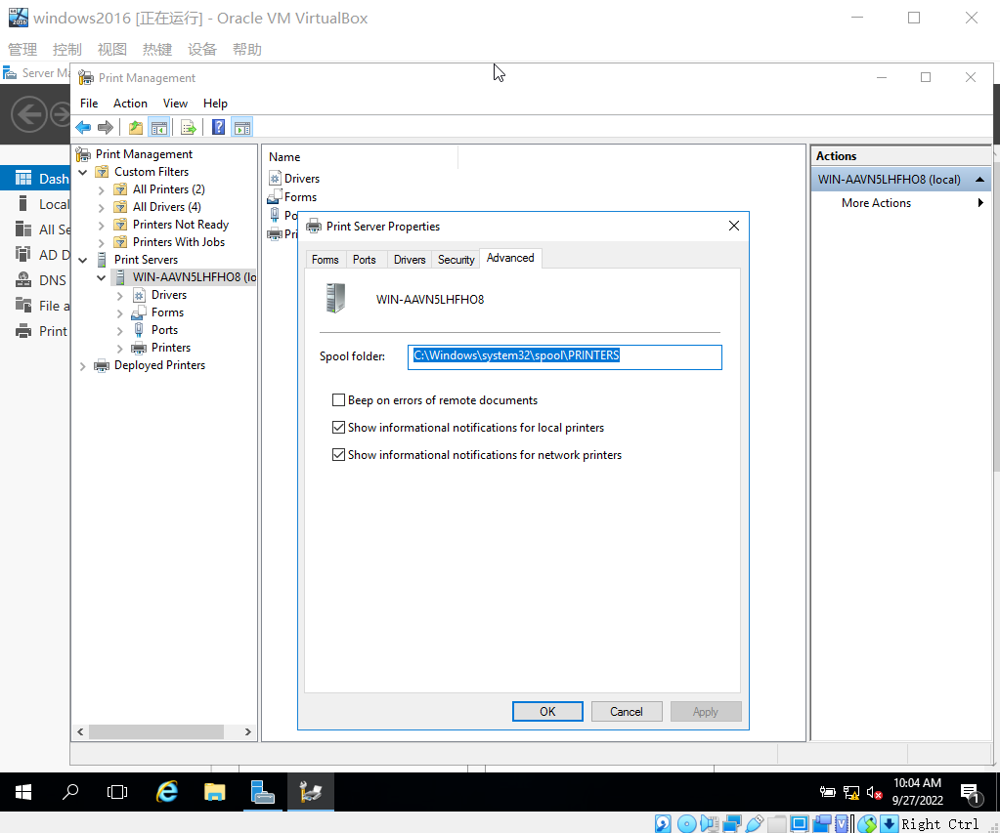 windows2016 [正在运行] - Oracle VM VirtualBox
管理 控制 视图 热键 设备 帮助
Server Ma
Print Management
File Action View Help
Dash
Local
All Se
AD D
DNS
File a
Print
Print Management
Custom Filters
All Printers (2)
All Drivers (4)
Printers Not Ready
Printers With Jobs
Print Servers
WIN-AAVN5LHFHO8 (lo
Drivers
Forms
Ports
Printers
Deployed Printers
Name
Drivers
Forms
Po
Pri
Actions
WIN-AAVN5LHFHO8 (local)
More Actions
Print Server Properties
Forms Ports Drivers Security Advanced
WIN-AAVN5LHFHO8
Spool folder: C:\Windows\system32\spool\PRINTERS
Beep on errors of remote documents
Show informational notifications for local printers
Show informational notifications for network printers
OK Cancel Apply
10:04 AM
9/27/2022
1
Right Ctrl